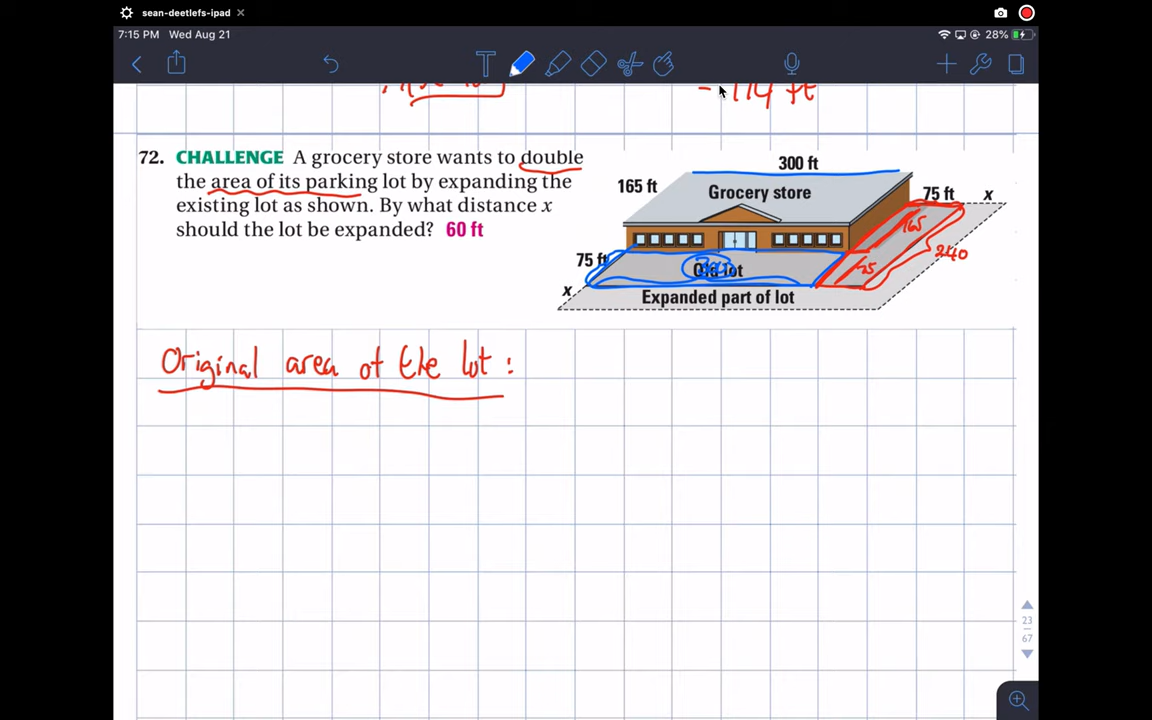 sean-deetlefs-ipad ×
7:15 PM Wed Aug 21
28%
T
- 114 ft
72. CHALLENGE A grocery store wants to double
the area of its parking lot by expanding the
existing lot as shown. By what distance x
should the lot be expanded? 60 ft
300 ft
165 ft
Grocery store
75 ft
x
165
240
75 ft
Old lot
300
75
x
Expanded part of lot
Original area of the lot :
23
67